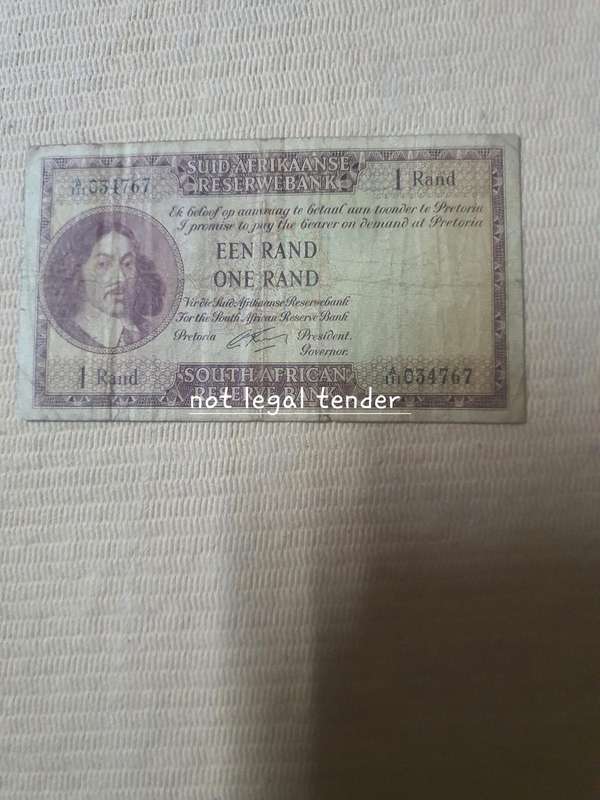 SUID-AFRIKAANSE
RESERWEBANK
034767
1 Rand
Ek beloof op aanvraag te betaal aan toonder te Pretoria
I promise to pay the bearer on demand at Pretoria
EEN RAND
ONE RAND
Vir die Suid-Afrikaanse Reserwebank
For the South African Reserve Bank
Pretoria
President.
Governor.
1 Rand
SOUTH AFRICAN
RESERVE BANK
034767
not legal tender